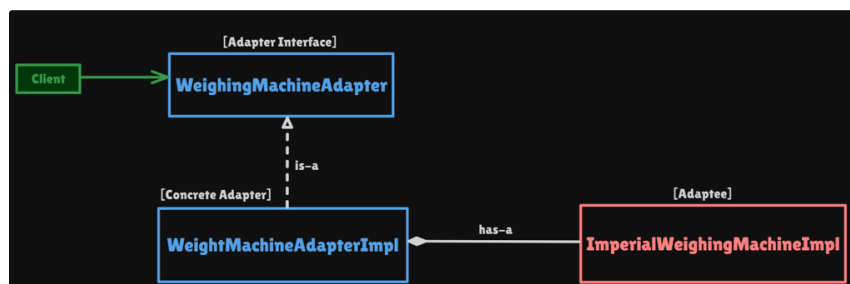 [Adapter Interface]
Client
WeighingMachineAdapter
is-a
[Concrete Adapter]
[Adaptee]
WeightMachineAdapterImpl
has-a
ImperialWeighingMachineImpl